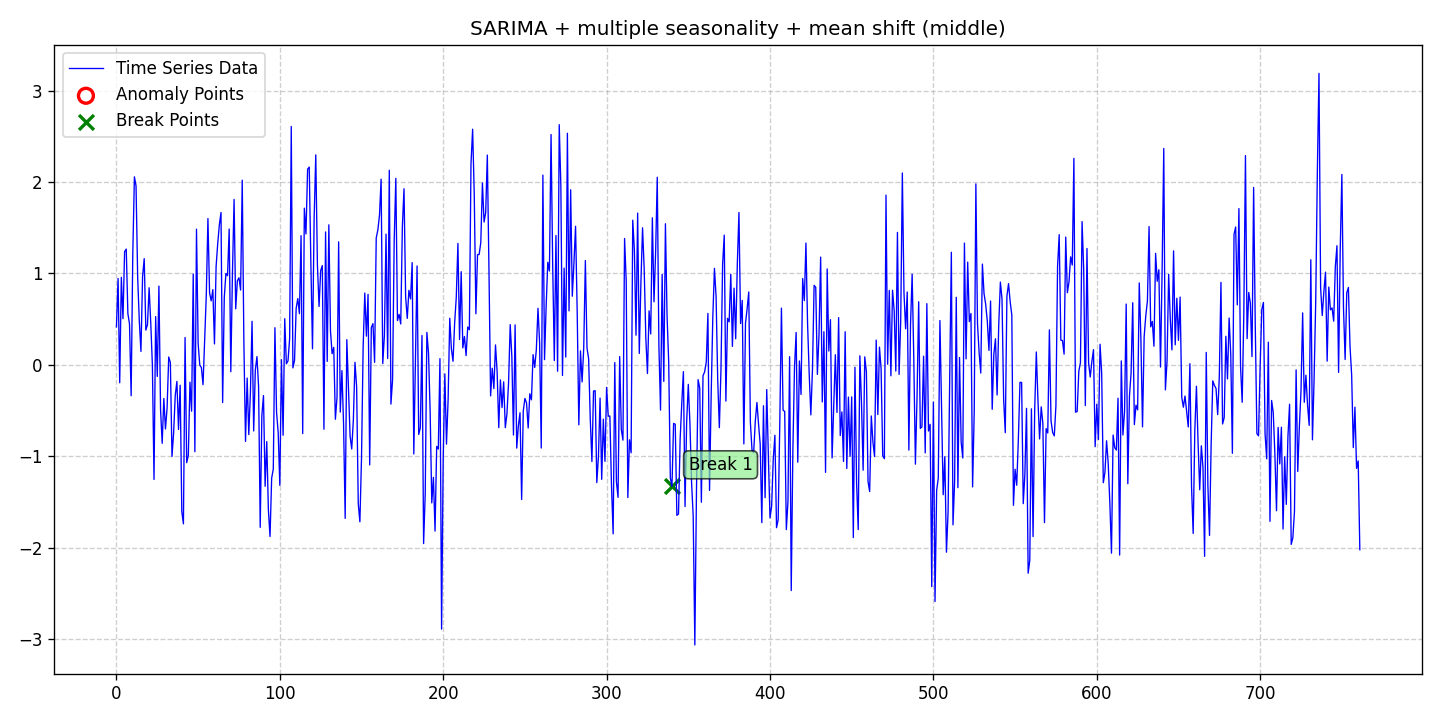 SARIMA + multiple seasonality + mean shift (middle)
Time Series Data
Anomaly Points
Break Points
3
2
1
0
−1
−2
−3
Break 1
0 100 200 300 400 500 600 700